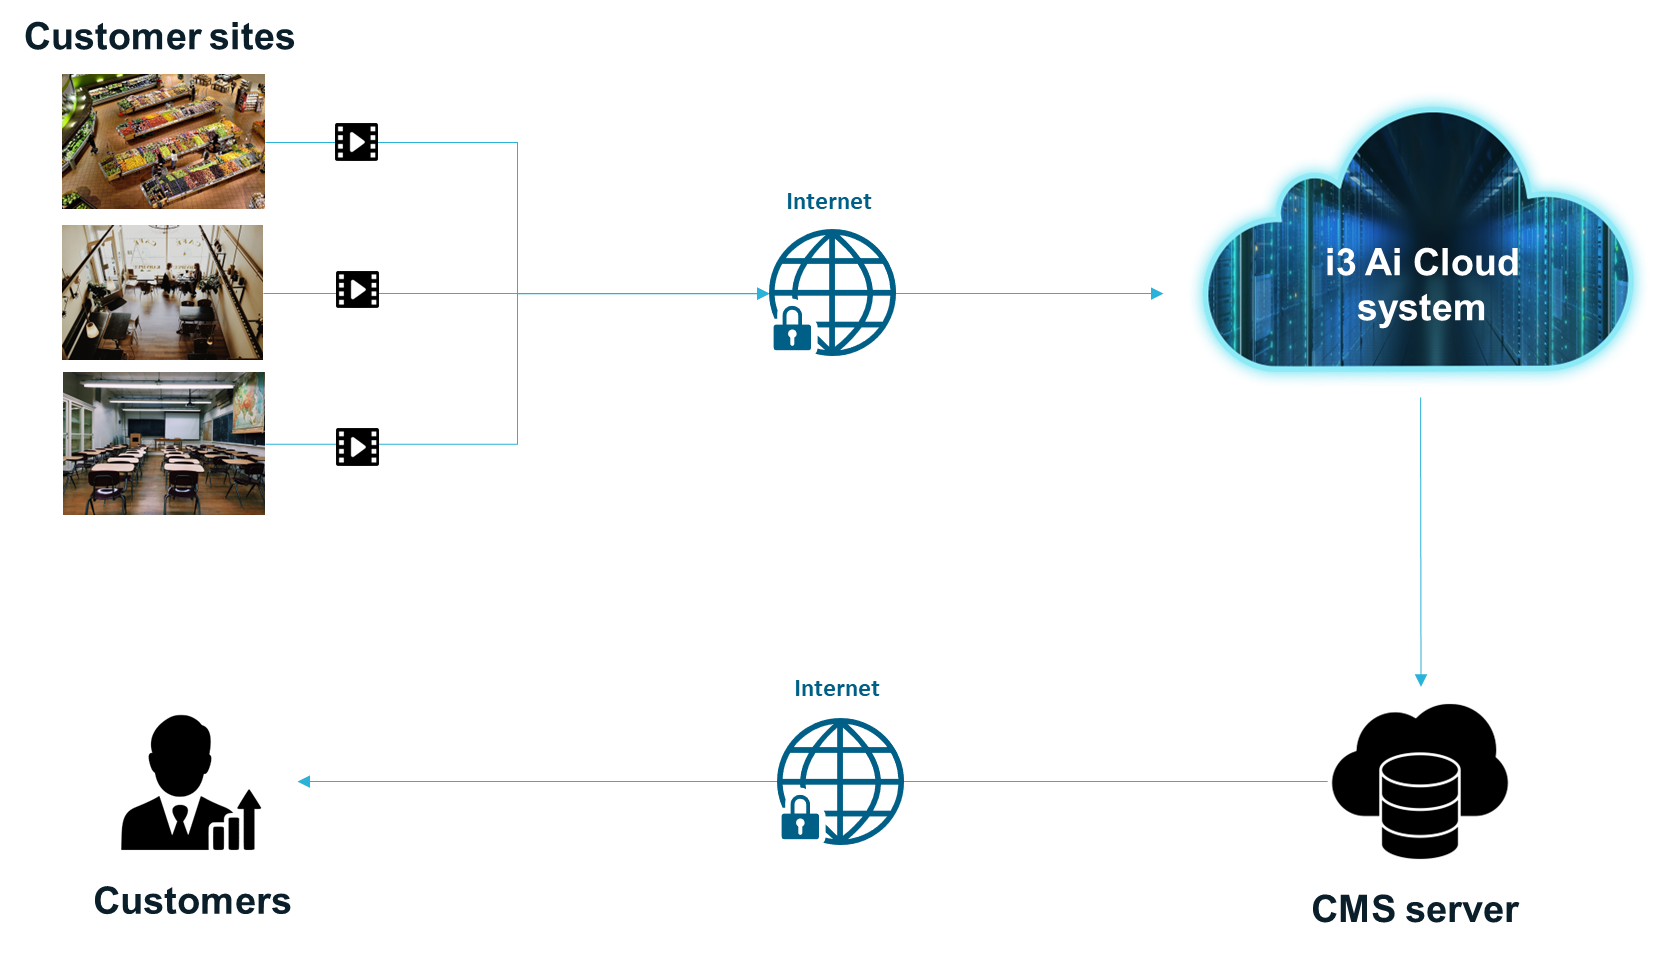 Customer sites
Internet
i3 Ai Cloud
system
Internet
Customers
CMS server